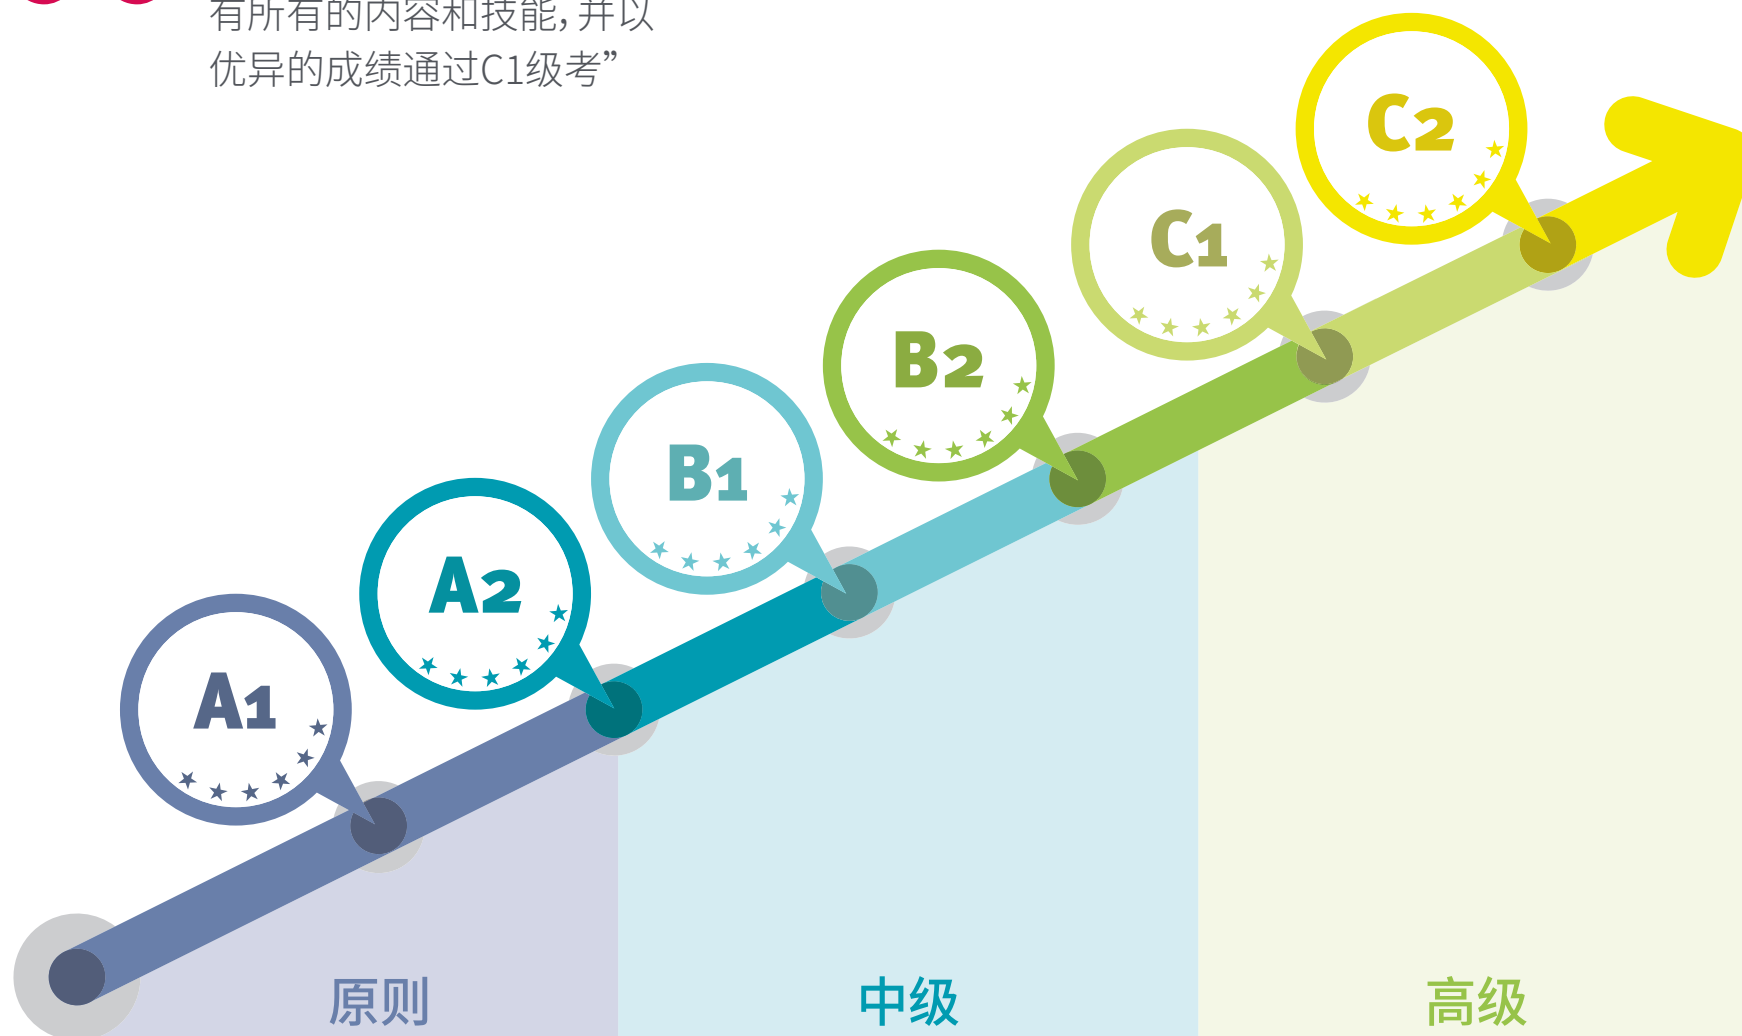 有所有的内容和技能，并以
优异的成绩通过C1级考”
C2
C1
B2
B1
A2
A1
原则
中级
高级